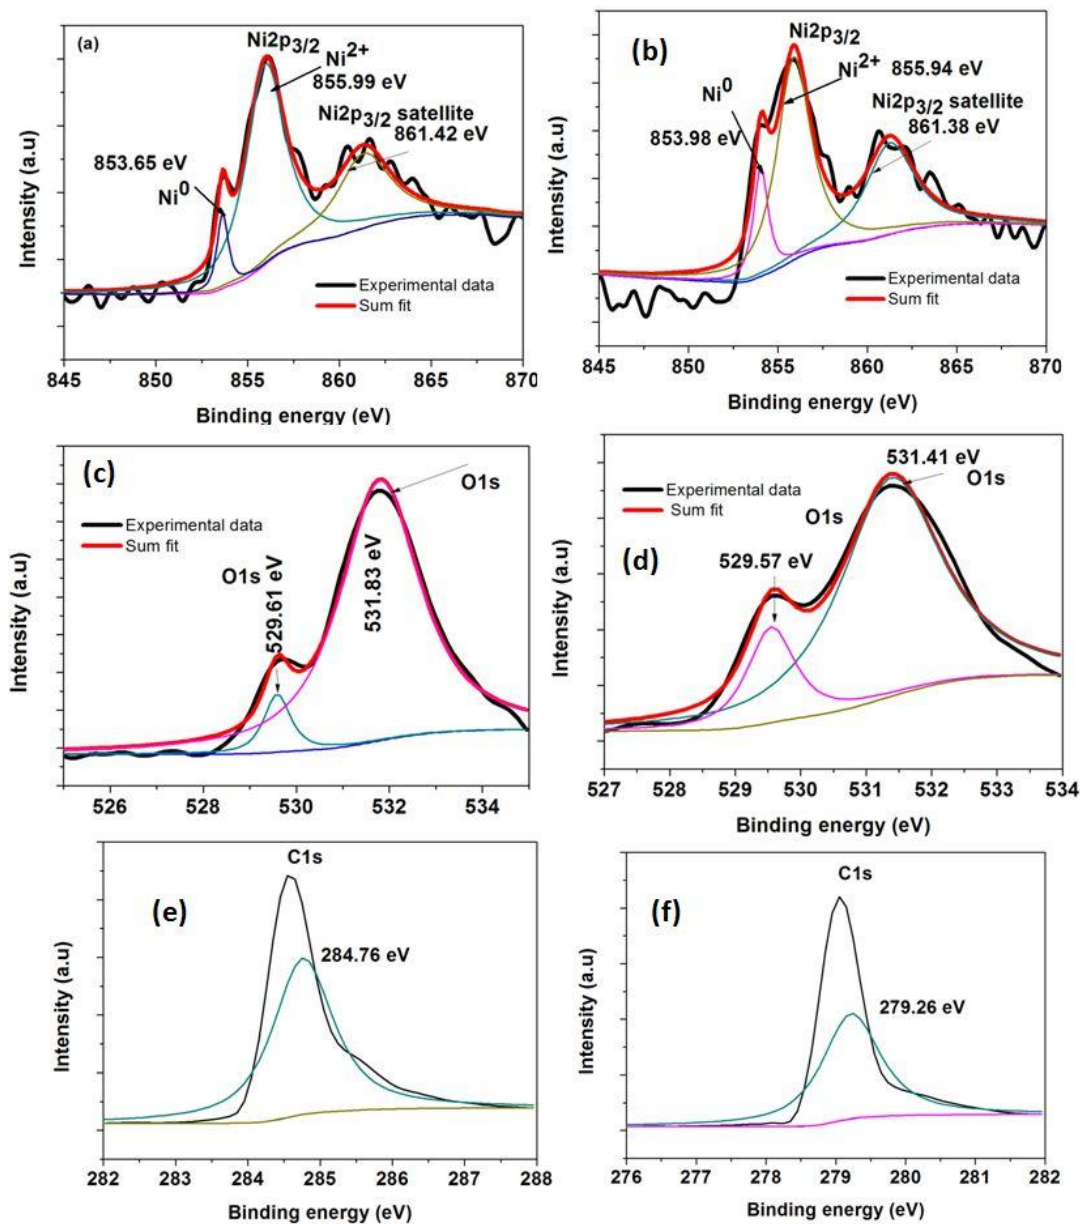 (a)
Ni2p3/2
Ni2+
855.99 eV
Ni2p3/2 satellite
861.42 eV
853.65 eV
Ni0
Experimental data
Sum fit
Intensity (a.u)
845 850 855 860 865 870
Binding energy (eV)
(b)
Ni2p3/2
Ni2+ 855.94 eV
Ni0
Ni2p3/2 satellite
861.38 eV
853.98 eV
Experimental data
Sum fit
Intensity (a.u)
845 850 855 860 865 870
Binding energy (eV)
(c)
O1s
Experimental data
Sum fit
O1s
529.61 eV
531.83 eV
Intensity (a.u)
526 528 530 532 534
Binding energy (eV)
531.41 eV
O1s
Experimental data
Sum fit
O1s
(d)
529.57 eV
Intensity (a.u)
527 528 529 530 531 532 533 534
Binding energy (eV)
C1s
(e)
284.76 eV
Intensity (a.u)
282 283 284 285 286 287 288
Binding energy (eV)
C1s
(f)
279.26 eV
Intensity (a.u)
276 277 278 279 280 281 282
Binding energy (eV)